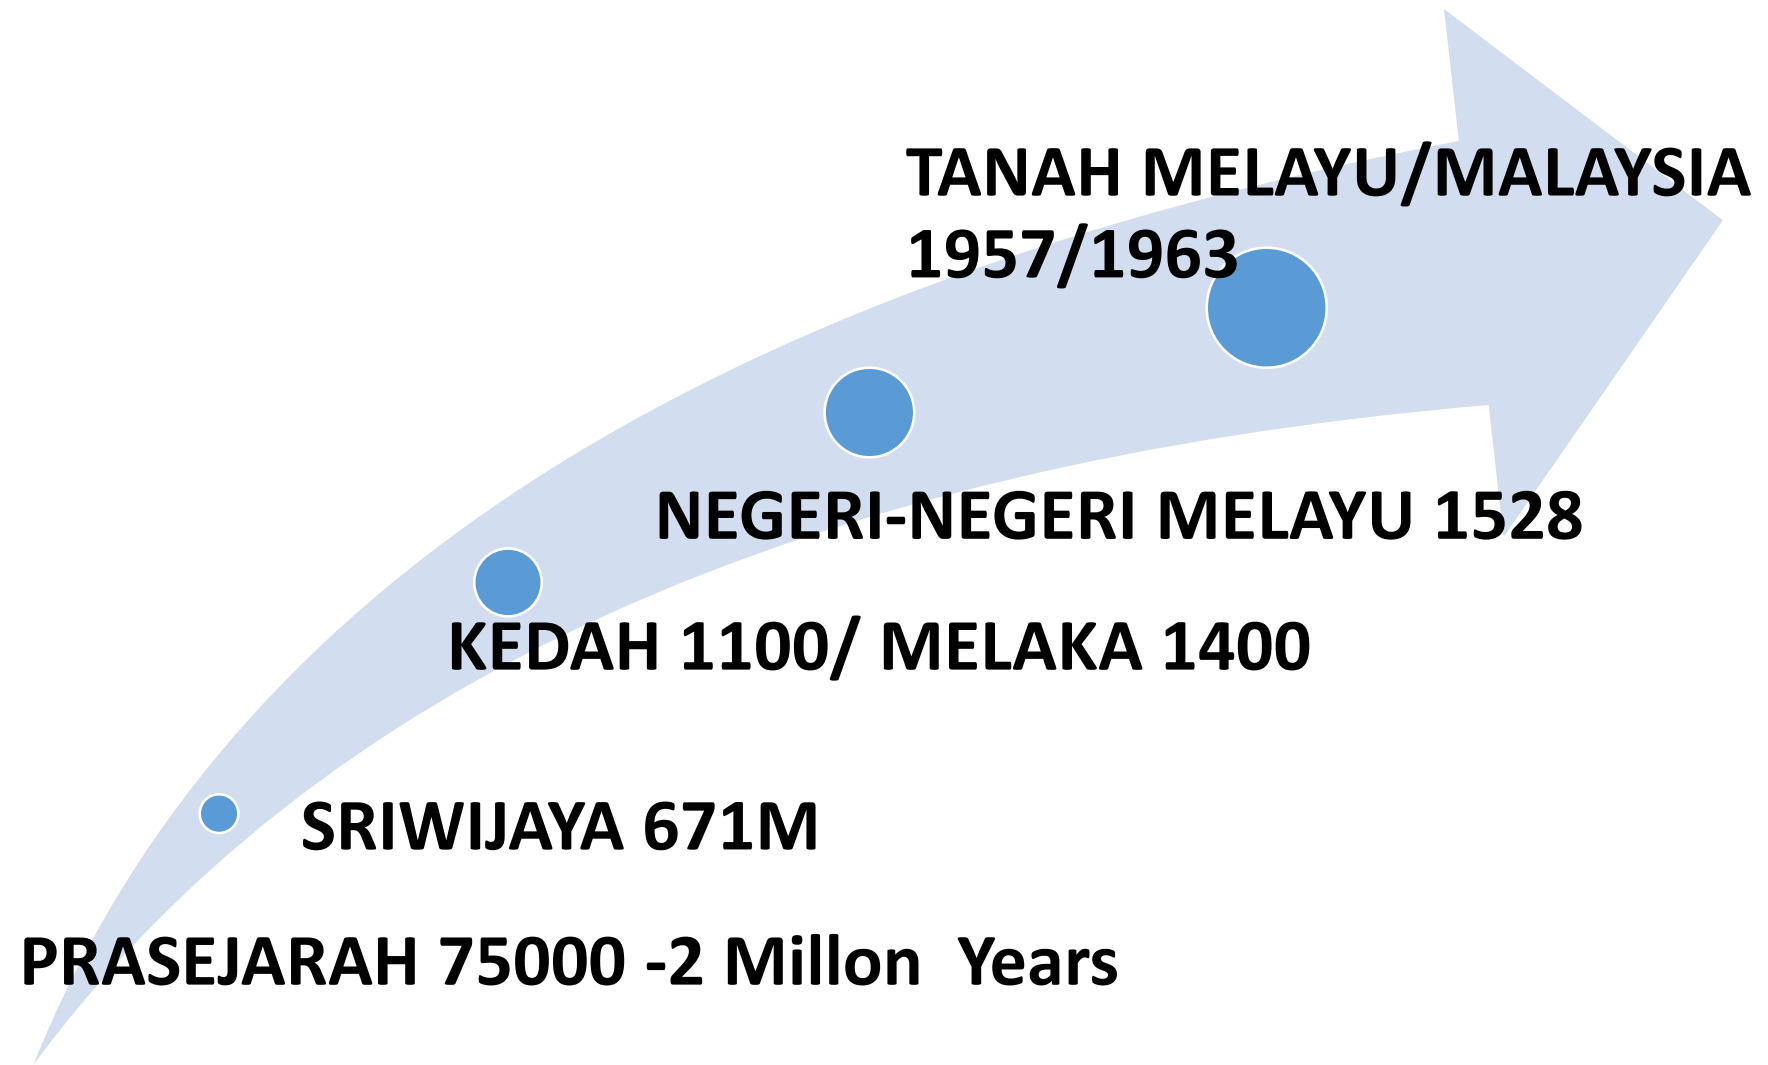 TANAH MELAYU/MALAYSIA
1957/1963
NEGERI-NEGERI MELAYU 1528
KEDAH 1100/ MELAKA 1400
SRIWIJAYA 671M
PRASEJARAH 75000 -2 Millon  Years